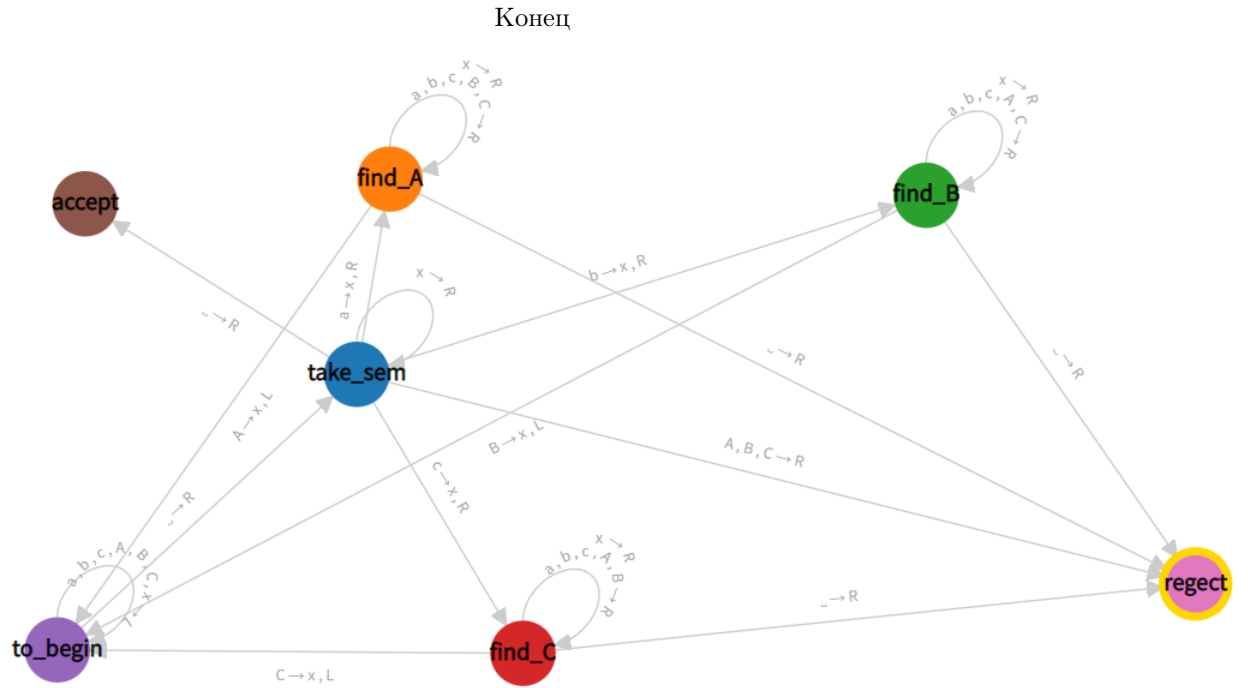 Конец
x→R
a,b,c,B,C→R
x→R
a,b,c,A,C→R
find_A
find_B
accept
b→x,R
a→x,R
x→R
␣→R
␣→R
␣→R
take_sem
A→x,L
B→x,L
A,B,C→R
c→x,R
␣→R
a,b,c,A,B,C,x→L
x→R
a,b,c,A,B→R
regect
␣→R
to_begin
find_C
C→x,L